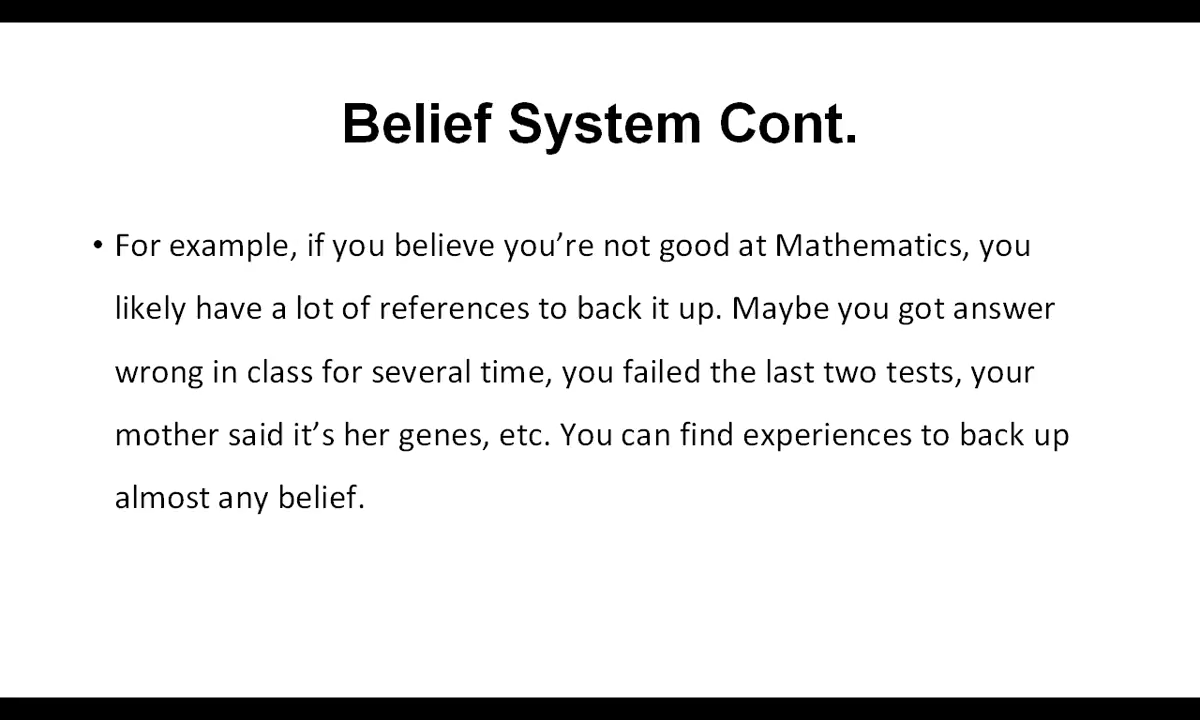 Belief System Cont.
• For example, if you believe you’re not good at Mathematics, you
likely have a lot of references to back it up. Maybe you got answer
wrong in class for several time, you failed the last two tests, your
mother said it’s her genes, etc. You can find experiences to back up
almost any belief.